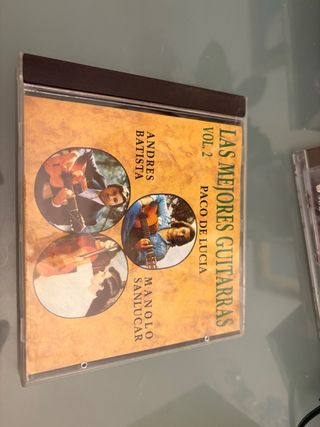 LAS MEJORES GUITARRAS
VOL. 2
PACO DE LUCIA
ANDRES
BATISTA
MANOLO
SANLUCAR